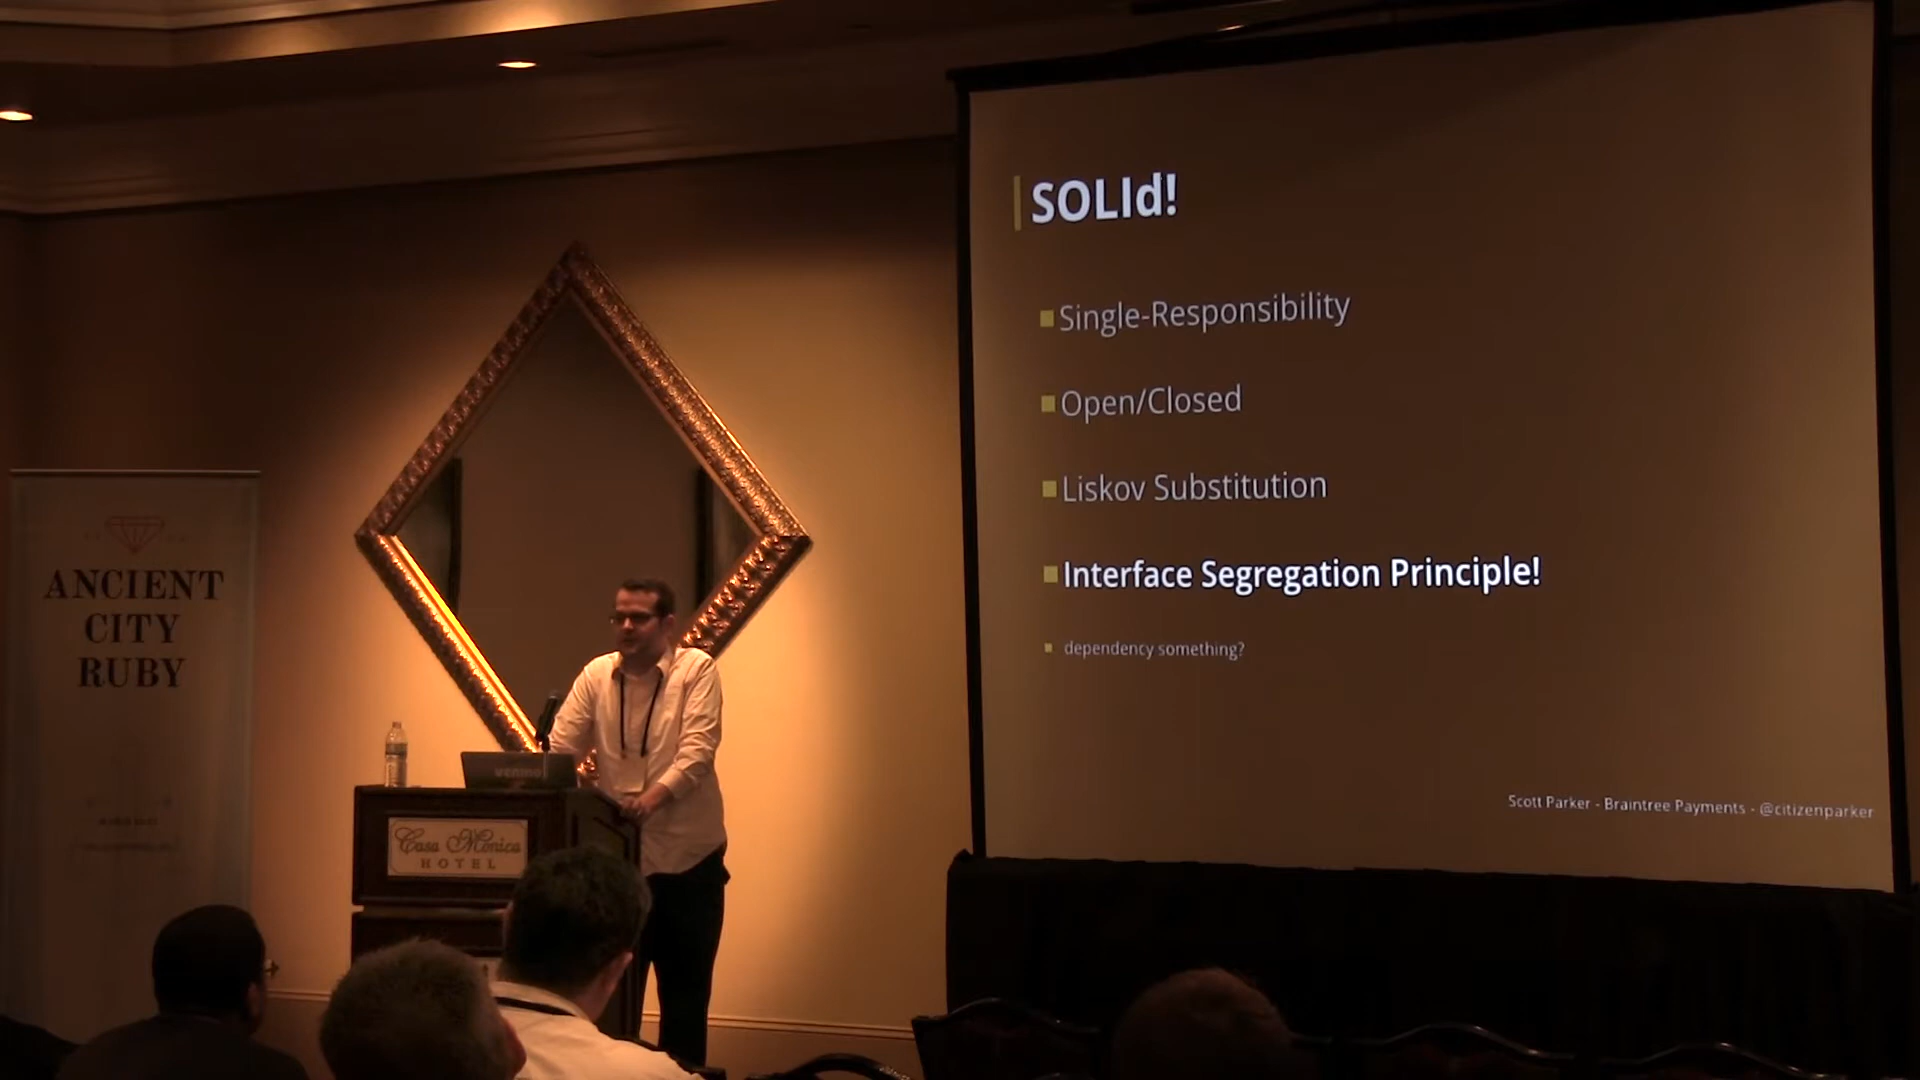 SOLId!
Single-Responsibility
Open/Closed
Liskov Substitution
Interface Segregation Principle!
dependency something?
Scott Parker - Braintree Payments - @citizenparker
ANCIENT
CITY
RUBY
venmo
Casa Monica
HOTEL